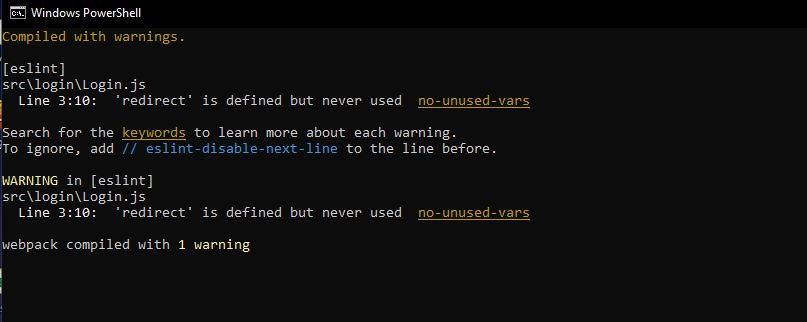 Windows PowerShell
Compiled with warnings.
[eslint]
src\login\Login.js
  Line 3:10:  'redirect' is defined but never used  no-unused-vars
Search for the keywords to learn more about each warning.
To ignore, add // eslint-disable-next-line to the line before.
WARNING in [eslint]
src\login\Login.js
  Line 3:10:  'redirect' is defined but never used  no-unused-vars
webpack compiled with 1 warning